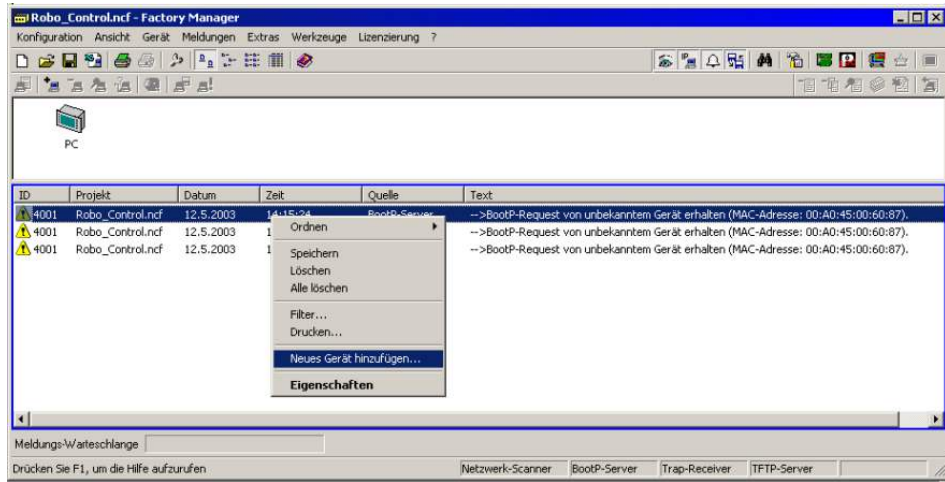 Robo_Control.ncf - Factory Manager
Konfiguration Ansicht Gerät Meldungen Extras Werkzeuge Lizenzierung ?
PC
ID Projekt Datum Zeit Quelle Text
4001 Robo_Control.ncf 12.5.2003 14:15:24 BootP-Server -->BootP-Request von unbekanntem Gerät erhalten (MAC-Adresse: 00:A0:45:00:60:87).
4001 Robo_Control.ncf 12.5.2003 1 -->BootP-Request von unbekanntem Gerät erhalten (MAC-Adresse: 00:A0:45:00:60:87).
4001 Robo_Control.ncf 12.5.2003 1 -->BootP-Request von unbekanntem Gerät erhalten (MAC-Adresse: 00:A0:45:00:60:87).
Ordnen
Speichern
Löschen
Alle löschen
Filter...
Drucken...
Neues Gerät hinzufügen...
Eigenschaften
Meldungs-Warteschlange
Drücken Sie F1, um die Hilfe aufzurufen Netzwerk-Scanner BootP-Server Trap-Receiver TFTP-Server